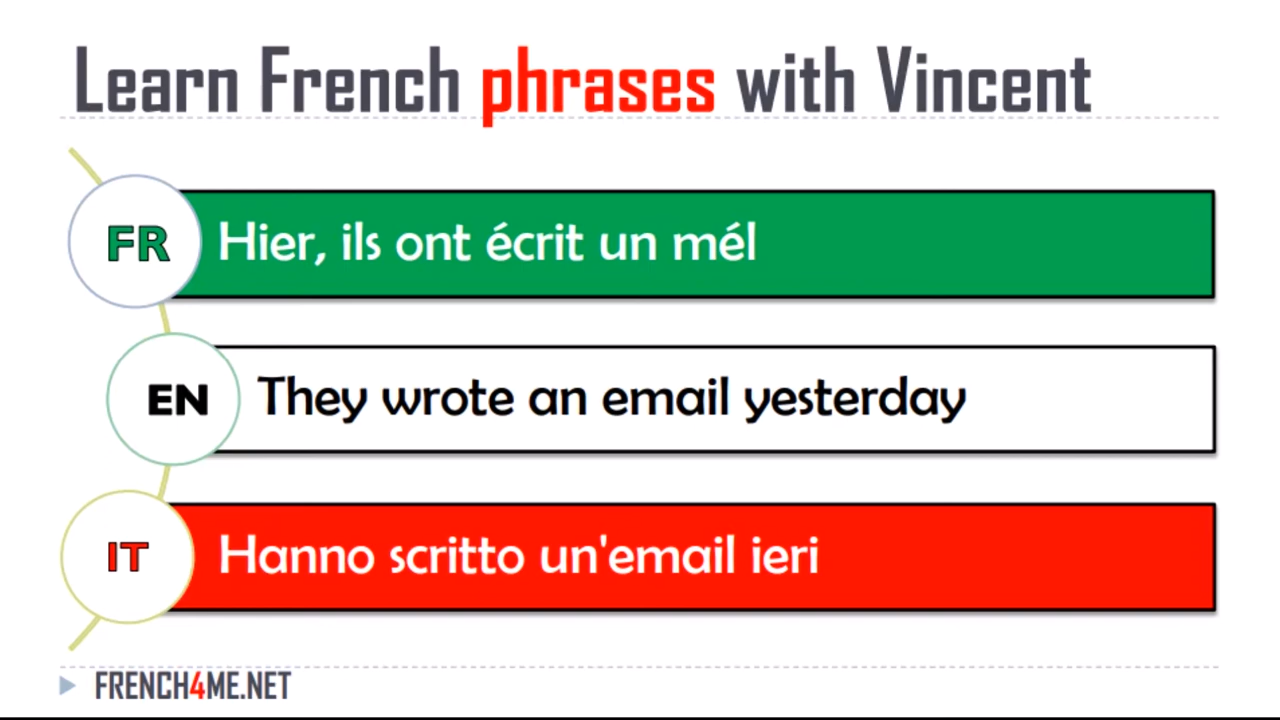 Learn French phrases with Vincent
FR
Hier, ils ont écrit un mél
EN
They wrote an email yesterday
IT
Hanno scritto un'email ieri
FRENCH4ME.NET